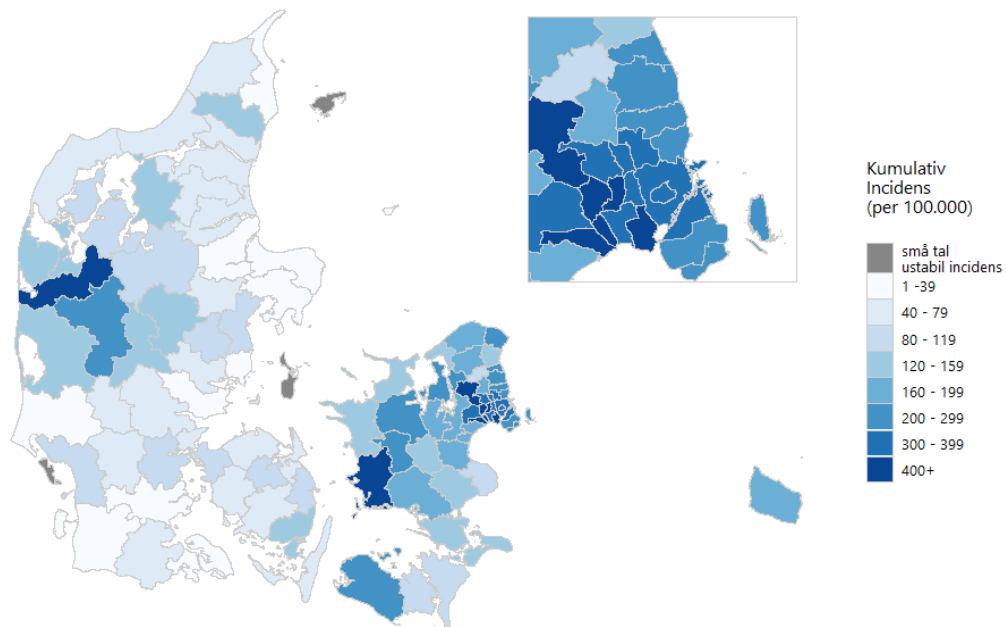 Kumulativ
Incidens
(per 100.000)
små tal
ustabil incidens
1 -39
40 - 79
80 - 119
120 - 159
160 - 199
200 - 299
300 - 399
400+